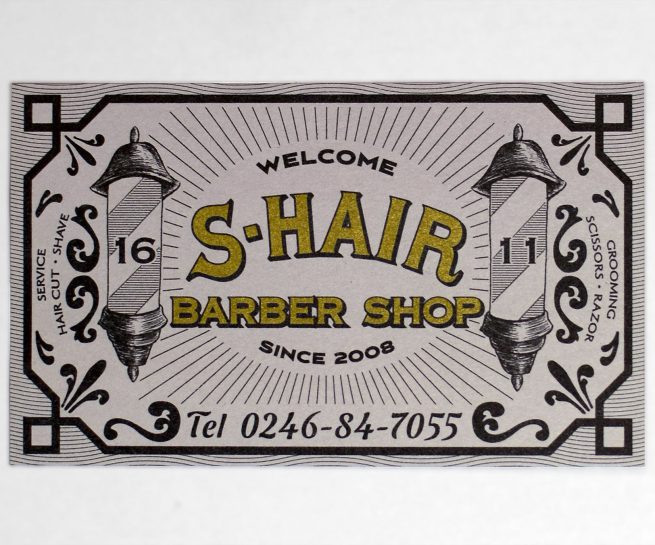 WELCOME
S-HAIR
BARBER SHOP
SINCE 2008
Tel 0246-84-7055
16
11
SERVICE
HAIR CUT · SHAVE
GROOMING
SCISSORS · RAZOR